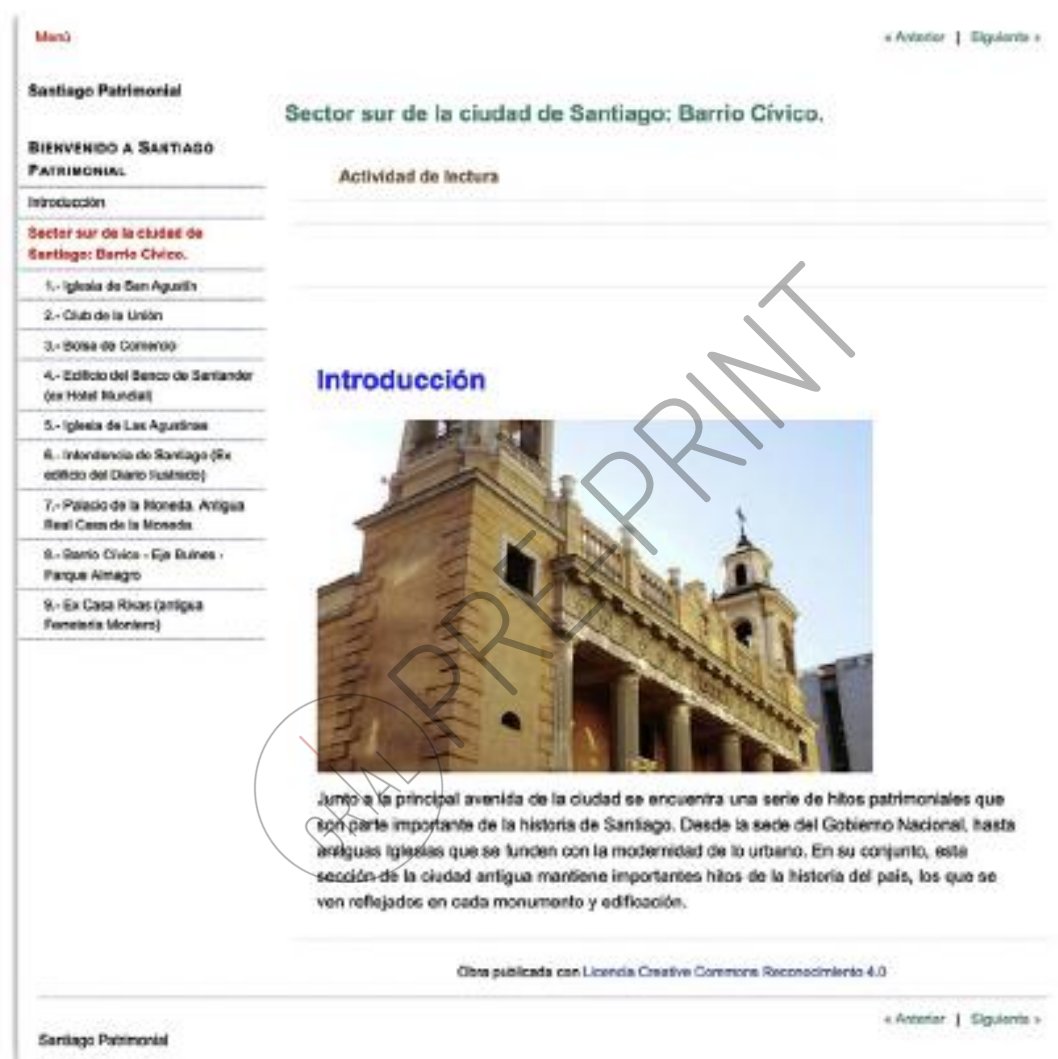 Menú
« Anterior | Siguiente »
Santiago Patrimonial
BIENVENIDO A SANTIAGO
PATRIMONIAL
Introducción
Sector sur de la ciudad de
Santiago: Barrio Cívico.
1.- Iglesia de San Agustín
2.- Club de la Unión
3.- Bolsa de Comercio
4.- Edificio del Banco de Santander
(ex Hotel Mundial)
5.- Iglesia de Las Agustinas
6.- Intendencia de Santiago (Ex
edificio del Diario Ilustrado)
7.- Palacio de la Moneda. Antigua
Real Casa de la Moneda
8.- Barrio Cívico - Eje Bulnes -
Parque Almagro
9.- Ex Casa Rivas (antigua
Ferretería Montero)
Sector sur de la ciudad de Santiago: Barrio Cívico.
Actividad de lectura
Introducción
Junto a la principal avenida de la ciudad se encuentra una serie de hitos patrimoniales que
son parte importante de la historia de Santiago. Desde la sede del Gobierno Nacional, hasta
antiguas Iglesias que se funden con la modernidad de lo urbano. En su conjunto, esta
sección de la ciudad antigua mantiene importantes hitos de la historia del país, los que se
ven reflejados en cada monumento y edificación.
Obra publicada con Licencia Creative Commons Reconocimiento 4.0
« Anterior | Siguiente »
Santiago Patrimonial
PREPRINT